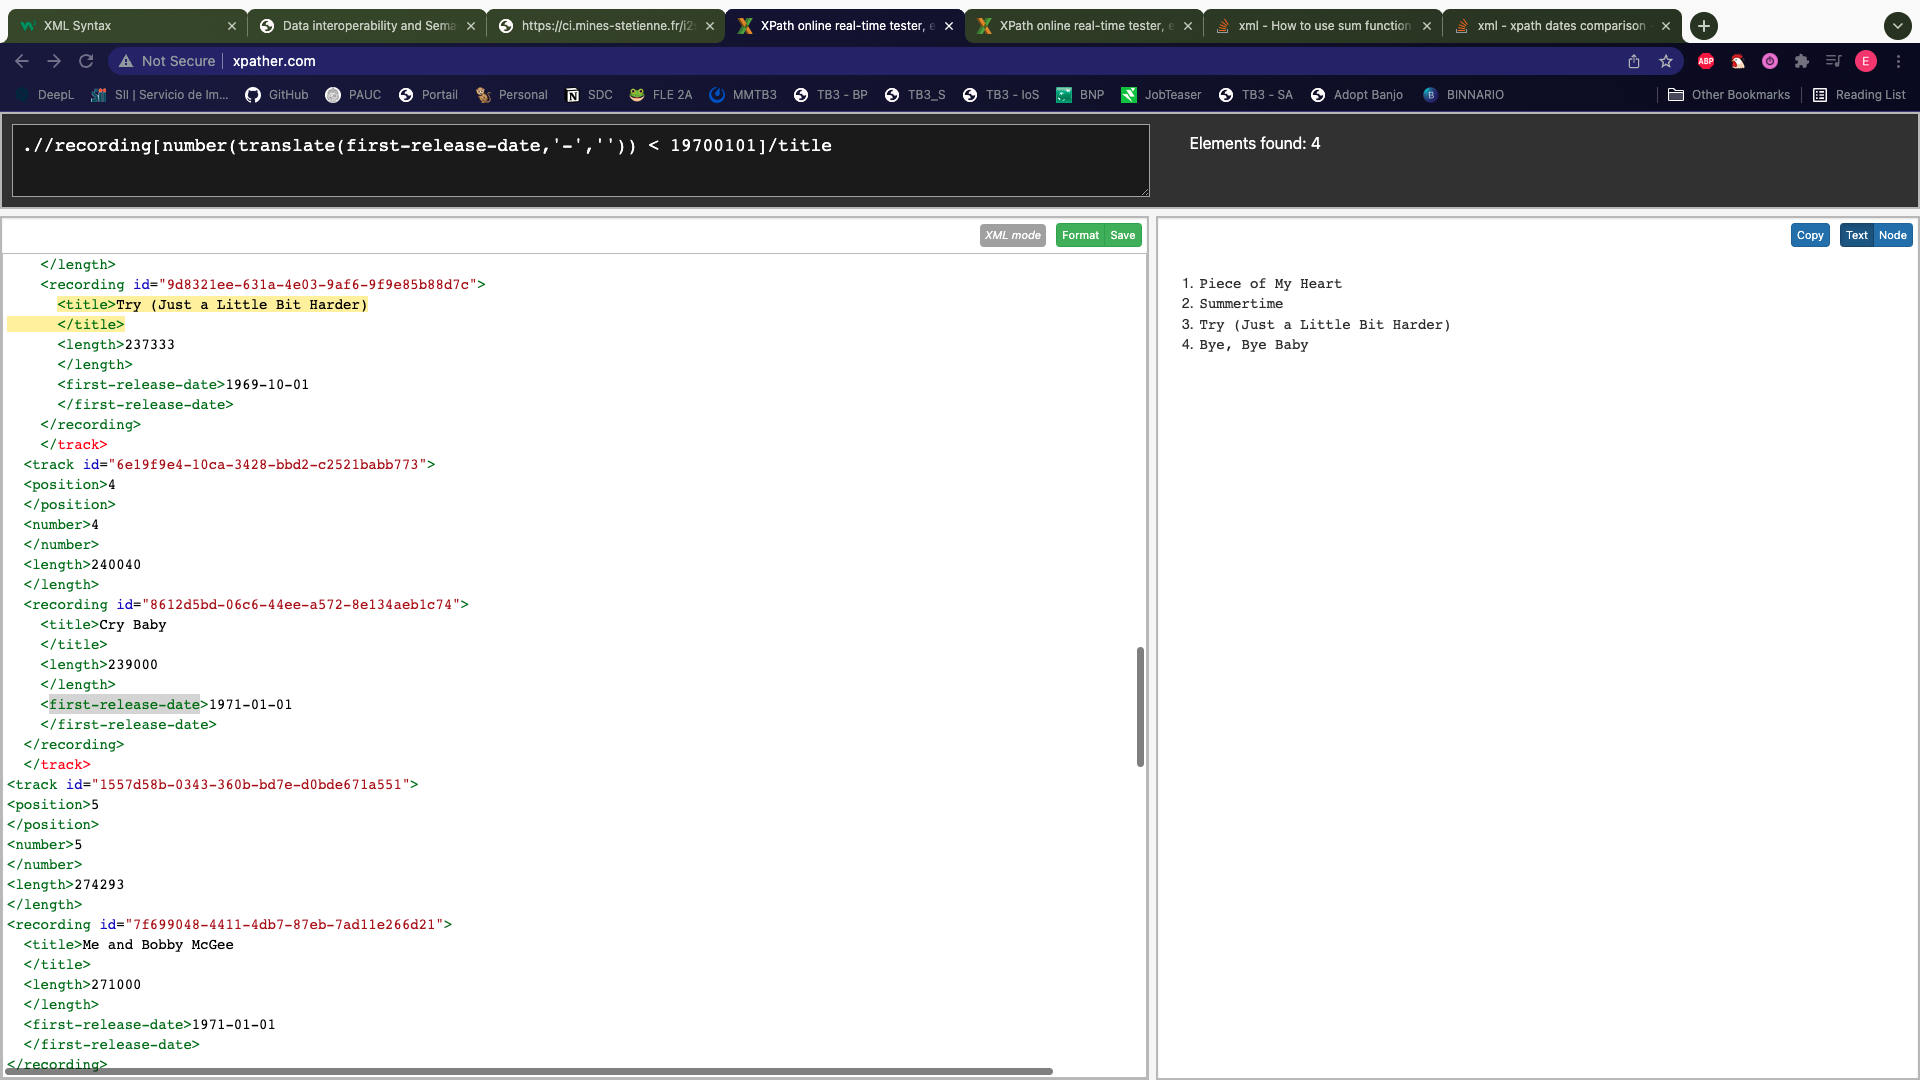 XML Syntax
Data interoperability and Sema
https://ci.mines-stetienne.fr/i2s
XPath online real-time tester, e
XPath online real-time tester, e
xml - How to use sum function
xml - xpath dates comparison
Not Secure
xpather.com
ABP
E
DeepL
SII | Servicio de Im...
GitHub
PAUC
Portail
Personal
SDC
FLE 2A
MMTB3
TB3 - BP
TB3_S
TB3 - IoS
BNP
JobTeaser
TB3 - SA
Adopt Banjo
BINNARIO
Other Bookmarks
Reading List
.//recording[number(translate(first-release-date,'-','')) < 19700101]/title
Elements found: 4
XML mode
Format
Save
Copy
Text
Node
</length>
<recording id="9d8321ee-631a-4e03-9af6-9f9e85b88d7c">
<title>Try (Just a Little Bit Harder)
</title>
<length>237333
</length>
<first-release-date>1969-10-01
</first-release-date>
</recording>
</track>
<track id="6e19f9e4-10ca-3428-bbd2-c2521babb773">
<position>4
</position>
<number>4
</number>
<length>240040
</length>
<recording id="8612d5bd-06c6-44ee-a572-8e134aeb1c74">
<title>Cry Baby
</title>
<length>239000
</length>
<first-release-date>1971-01-01
</first-release-date>
</recording>
</track>
<track id="1557d58b-0343-360b-bd7e-d0bde671a551">
<position>5
</position>
<number>5
</number>
<length>274293
</length>
<recording id="7f699048-4411-4db7-87eb-7ad11e266d21">
<title>Me and Bobby McGee
</title>
<length>271000
</length>
<first-release-date>1971-01-01
</first-release-date>
</recording>
1. Piece of My Heart
2. Summertime
3. Try (Just a Little Bit Harder)
4. Bye, Bye Baby